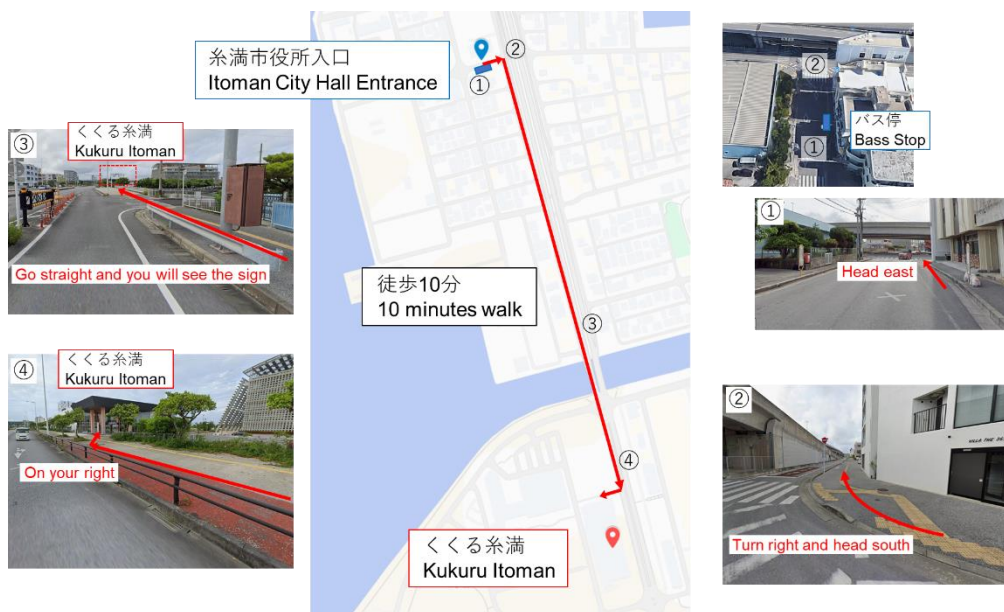 糸満市役所入口
Itoman City Hall Entrance
①
②
③
くくる糸満
Kukuru Itoman
Go straight and you will see the sign
④
くくる糸満
Kukuru Itoman
On your right
徒歩10分
10 minutes walk
③
④
くくる糸満
Kukuru Itoman
②
①
バス停
Bass Stop
①
Head east
②
Turn right and head south